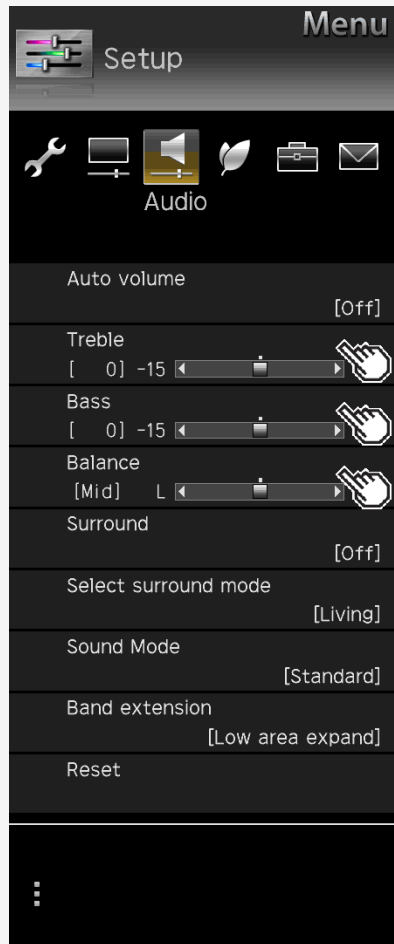 Menu
Setup
Audio
Auto volume
[Off]
Treble
[ 0] -15
Bass
[ 0] -15
Balance
[Mid] L
Surround
[Off]
Select surround mode
[Living]
Sound Mode
[Standard]
Band extension
[Low area expand]
Reset